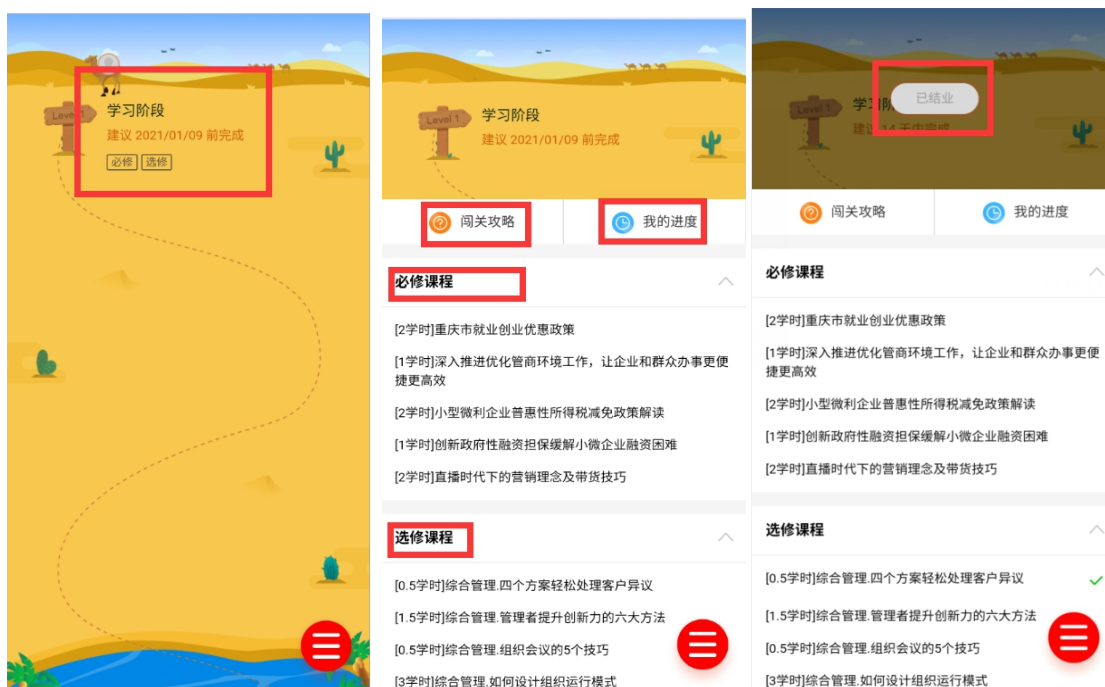 Level 1
学习阶段
建议 2021/01/09 前完成
必修 选修
Level 1
学习阶段
建议 2021/01/09 前完成
闯关攻略 我的进度
必修课程
[2学时]重庆市就业创业优惠政策
[1学时]深入推进优化管商环境工作，让企业和群众办事更便
捷更高效
[2学时]小型微利企业普惠性所得税减免政策解读
[1学时]创新政府性融资担保缓解小微企业融资困难
[2学时]直播时代下的营销理念及带货技巧
选修课程
[0.5学时]综合管理.四个方案轻松处理客户异议
[1.5学时]综合管理.管理者提升创新力的六大方法
[0.5学时]综合管理.组织会议的5个技巧
[3学时]综合管理.如何设计组织运行模式
Level 1
学习阶
已结业
建议 14 天内完成
闯关攻略 我的进度
必修课程
[2学时]重庆市就业创业优惠政策
[1学时]深入推进优化管商环境工作，让企业和群众办事更便
捷更高效
[2学时]小型微利企业普惠性所得税减免政策解读
[1学时]创新政府性融资担保缓解小微企业融资困难
[2学时]直播时代下的营销理念及带货技巧
选修课程
[0.5学时]综合管理.四个方案轻松处理客户异议
[1.5学时]综合管理.管理者提升创新力的六大方法
[0.5学时]综合管理.组织会议的5个技巧
[3学时]综合管理.如何设计组织运行模式